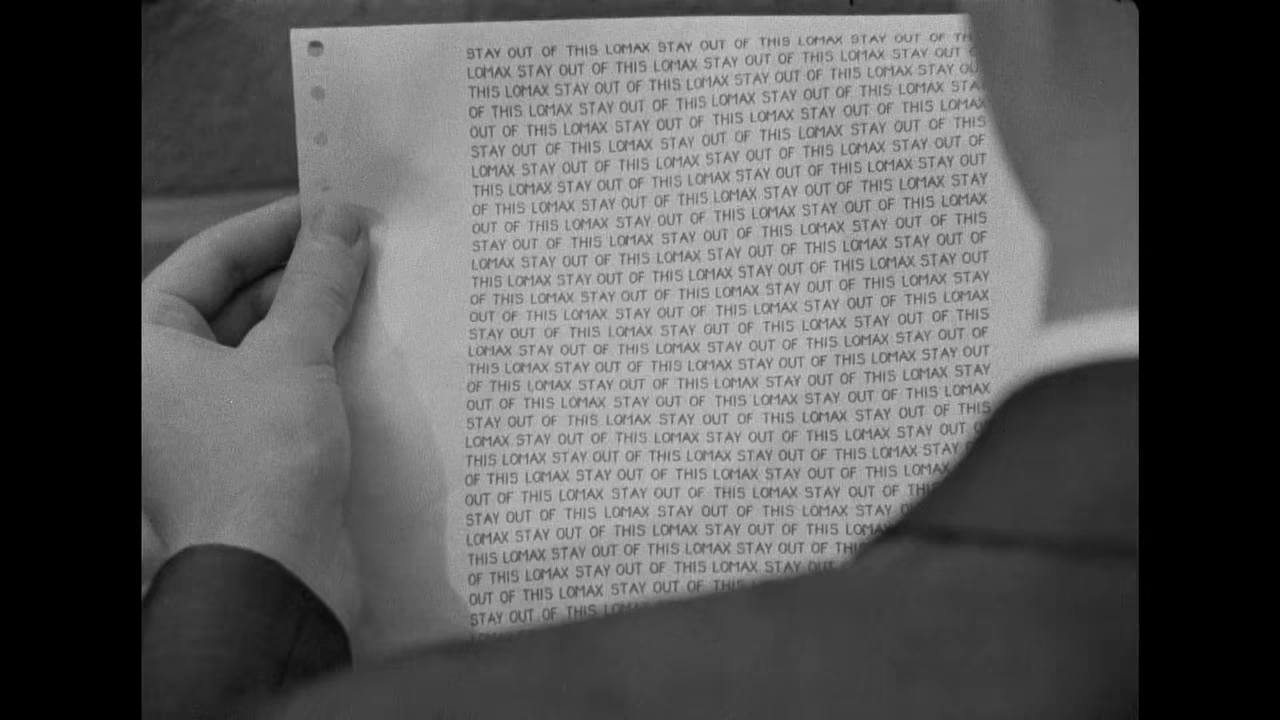 STAY OUT OF THIS LOMAX STAY OUT OF THIS LOMAX STAY OUT OF TH
LOMAX STAY OUT OF THIS LOMAX STAY OUT OF THIS LOMAX STAY OUT
THIS LOMAX STAY OUT OF THIS LOMAX STAY OUT OF THIS LOMAX STAY OU
OF THIS LOMAX STAY OUT OF THIS LOMAX STAY OUT OF THIS LOMAX STA
OUT OF THIS LOMAX STAY OUT OF THIS LOMAX STAY OUT OF THIS LOMAX
STAY OUT OF THIS LOMAX STAY OUT OF THIS LOMAX STAY OUT OF THIS
LOMAX STAY OUT OF THIS LOMAX STAY OUT OF THIS LOMAX STAY OUT OF
THIS LOMAX STAY OUT OF THIS LOMAX STAY OUT OF THIS LOMAX STAY OUT
OF THIS LOMAX STAY OUT OF THIS LOMAX STAY OUT OF THIS LOMAX STAY
OUT OF THIS LOMAX STAY OUT OF THIS LOMAX STAY OUT OF THIS LOMAX
STAY OUT OF THIS LOMAX STAY OUT OF THIS LOMAX STAY OUT OF THIS
LOMAX STAY OUT OF THIS LOMAX STAY OUT OF THIS LOMAX STAY OUT OF
THIS LOMAX STAY OUT OF THIS LOMAX STAY OUT OF THIS LOMAX STAY OUT
OF THIS LOMAX STAY OUT OF THIS LOMAX STAY OUT OF THIS LOMAX STAY
OUT OF THIS LOMAX STAY OUT OF THIS LOMAX STAY OUT OF THIS LOMAX
STAY OUT OF THIS LOMAX STAY OUT OF THIS LOMAX STAY OUT OF THIS
LOMAX STAY OUT OF THIS LOMAX STAY OUT OF THIS LOMAX STAY OUT OF
THIS LOMAX STAY OUT OF THIS LOMAX STAY OUT OF THIS LOMAX STAY OUT
OF THIS LOMAX STAY OUT OF THIS LOMAX STAY OUT OF THIS LOMAX STAY
OUT OF THIS LOMAX STAY OUT OF THIS LOMAX STAY OUT OF THIS LOMAX
STAY OUT OF THIS LOMAX STAY OUT OF THIS LOMAX STAY OUT OF THIS
LOMAX STAY OUT OF THIS LOMAX STAY OUT OF THIS LOMAX STAY OUT O
THIS LOMAX STAY OUT OF THIS LOMAX STAY OUT OF THIS LOMAX STAY
OF THIS LOMAX STAY OUT OF THIS LOMAX STAY OUT OF THIS LOMAX
OUT OF THIS LOMAX STAY OUT OF THIS LOMAX STAY OUT OF THI
STAY OUT OF THIS LOMAX STAY OUT OF THIS LOMAX STAY O
LOMAX STAY OUT OF THIS LOMAX STAY OUT OF THIS LOMA
THIS LOMAX STAY OUT OF THIS LOMAX STAY OUT OF THI
OF THIS LOMAX STAY OUT OF THIS LOMAX STAY OUT
OUT OF THIS LOMAX STAY OUT OF THIS
STAY OUT OF THIS LOM